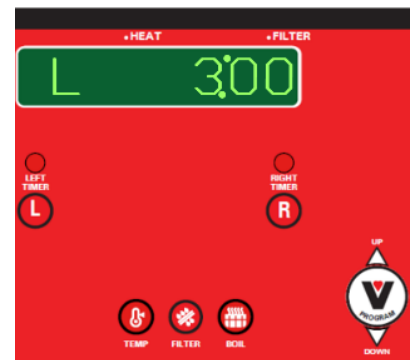 •HEAT •FILTER
L 3:00
LEFT TIMER RIGHT TIMER
L R
UP
V
PROGRAM
TEMP FILTER BOIL DOWN